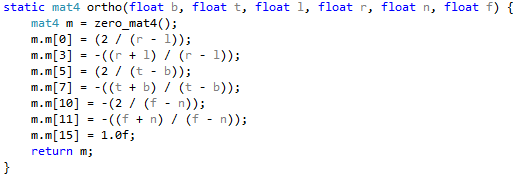 static mat4 ortho(float b, float t, float l, float r, float n, float f) {
    mat4 m = zero_mat4();
    m.m[0] = (2 / (r - l));
    m.m[3] = -((r + l) / (r - l));
    m.m[5] = (2 / (t - b));
    m.m[7] = -((t + b) / (t - b));
    m.m[10] = -(2 / (f - n));
    m.m[11] = -((f + n) / (f - n));
    m.m[15] = 1.0f;
    return m;
}